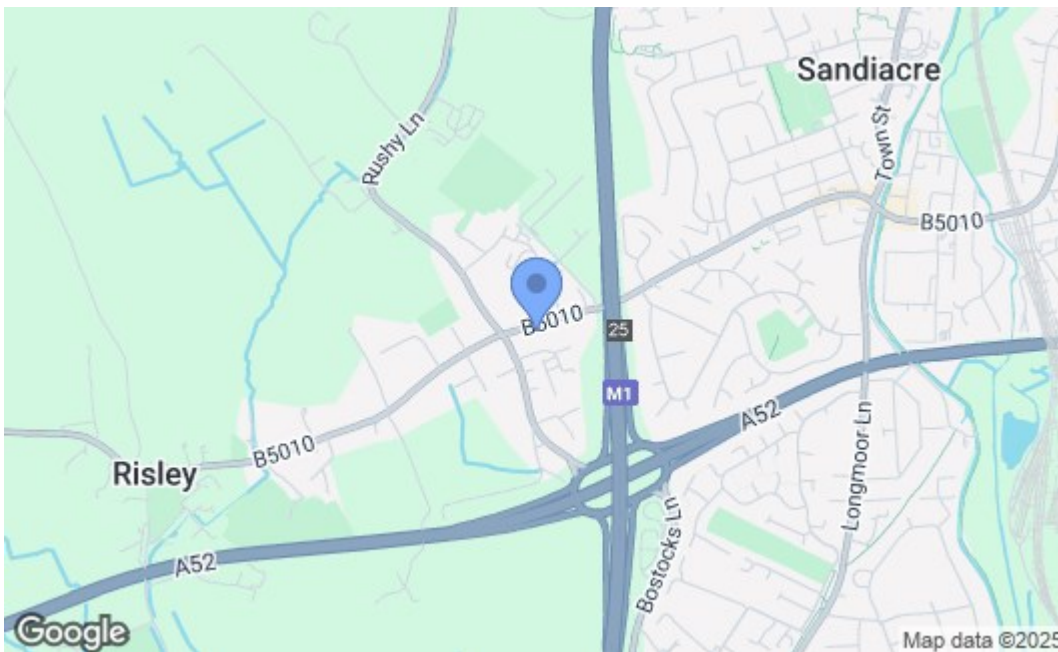 Sandiacre
Rushy Ln
Town St
B5010
B5010
25
M1
A52
B5010
Longmoor Ln
Risley
Bostocks Ln
A52
Google
Map data ©2025